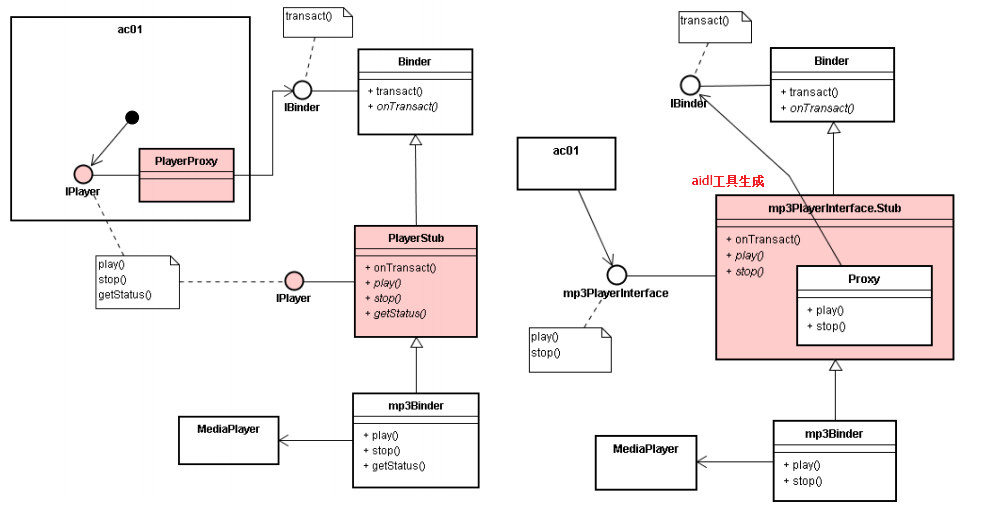 ac01
PlayerProxy
IPlayer
play()
stop()
getStatus()
transact()
IBinder
Binder
+ transact()
+ onTransact()
PlayerStub
+ onTransact()
+ play()
+ stop()
+ getStatus()
IPlayer
mp3Binder
+ play()
+ stop()
+ getStatus()
MediaPlayer
transact()
IBinder
Binder
+ transact()
+ onTransact()
ac01
aidl工具生成
mp3PlayerInterface.Stub
+ onTransact()
+ play()
+ stop()
Proxy
+ play()
+ stop()
mp3PlayerInterface
play()
stop()
mp3Binder
+ play()
+ stop()
MediaPlayer